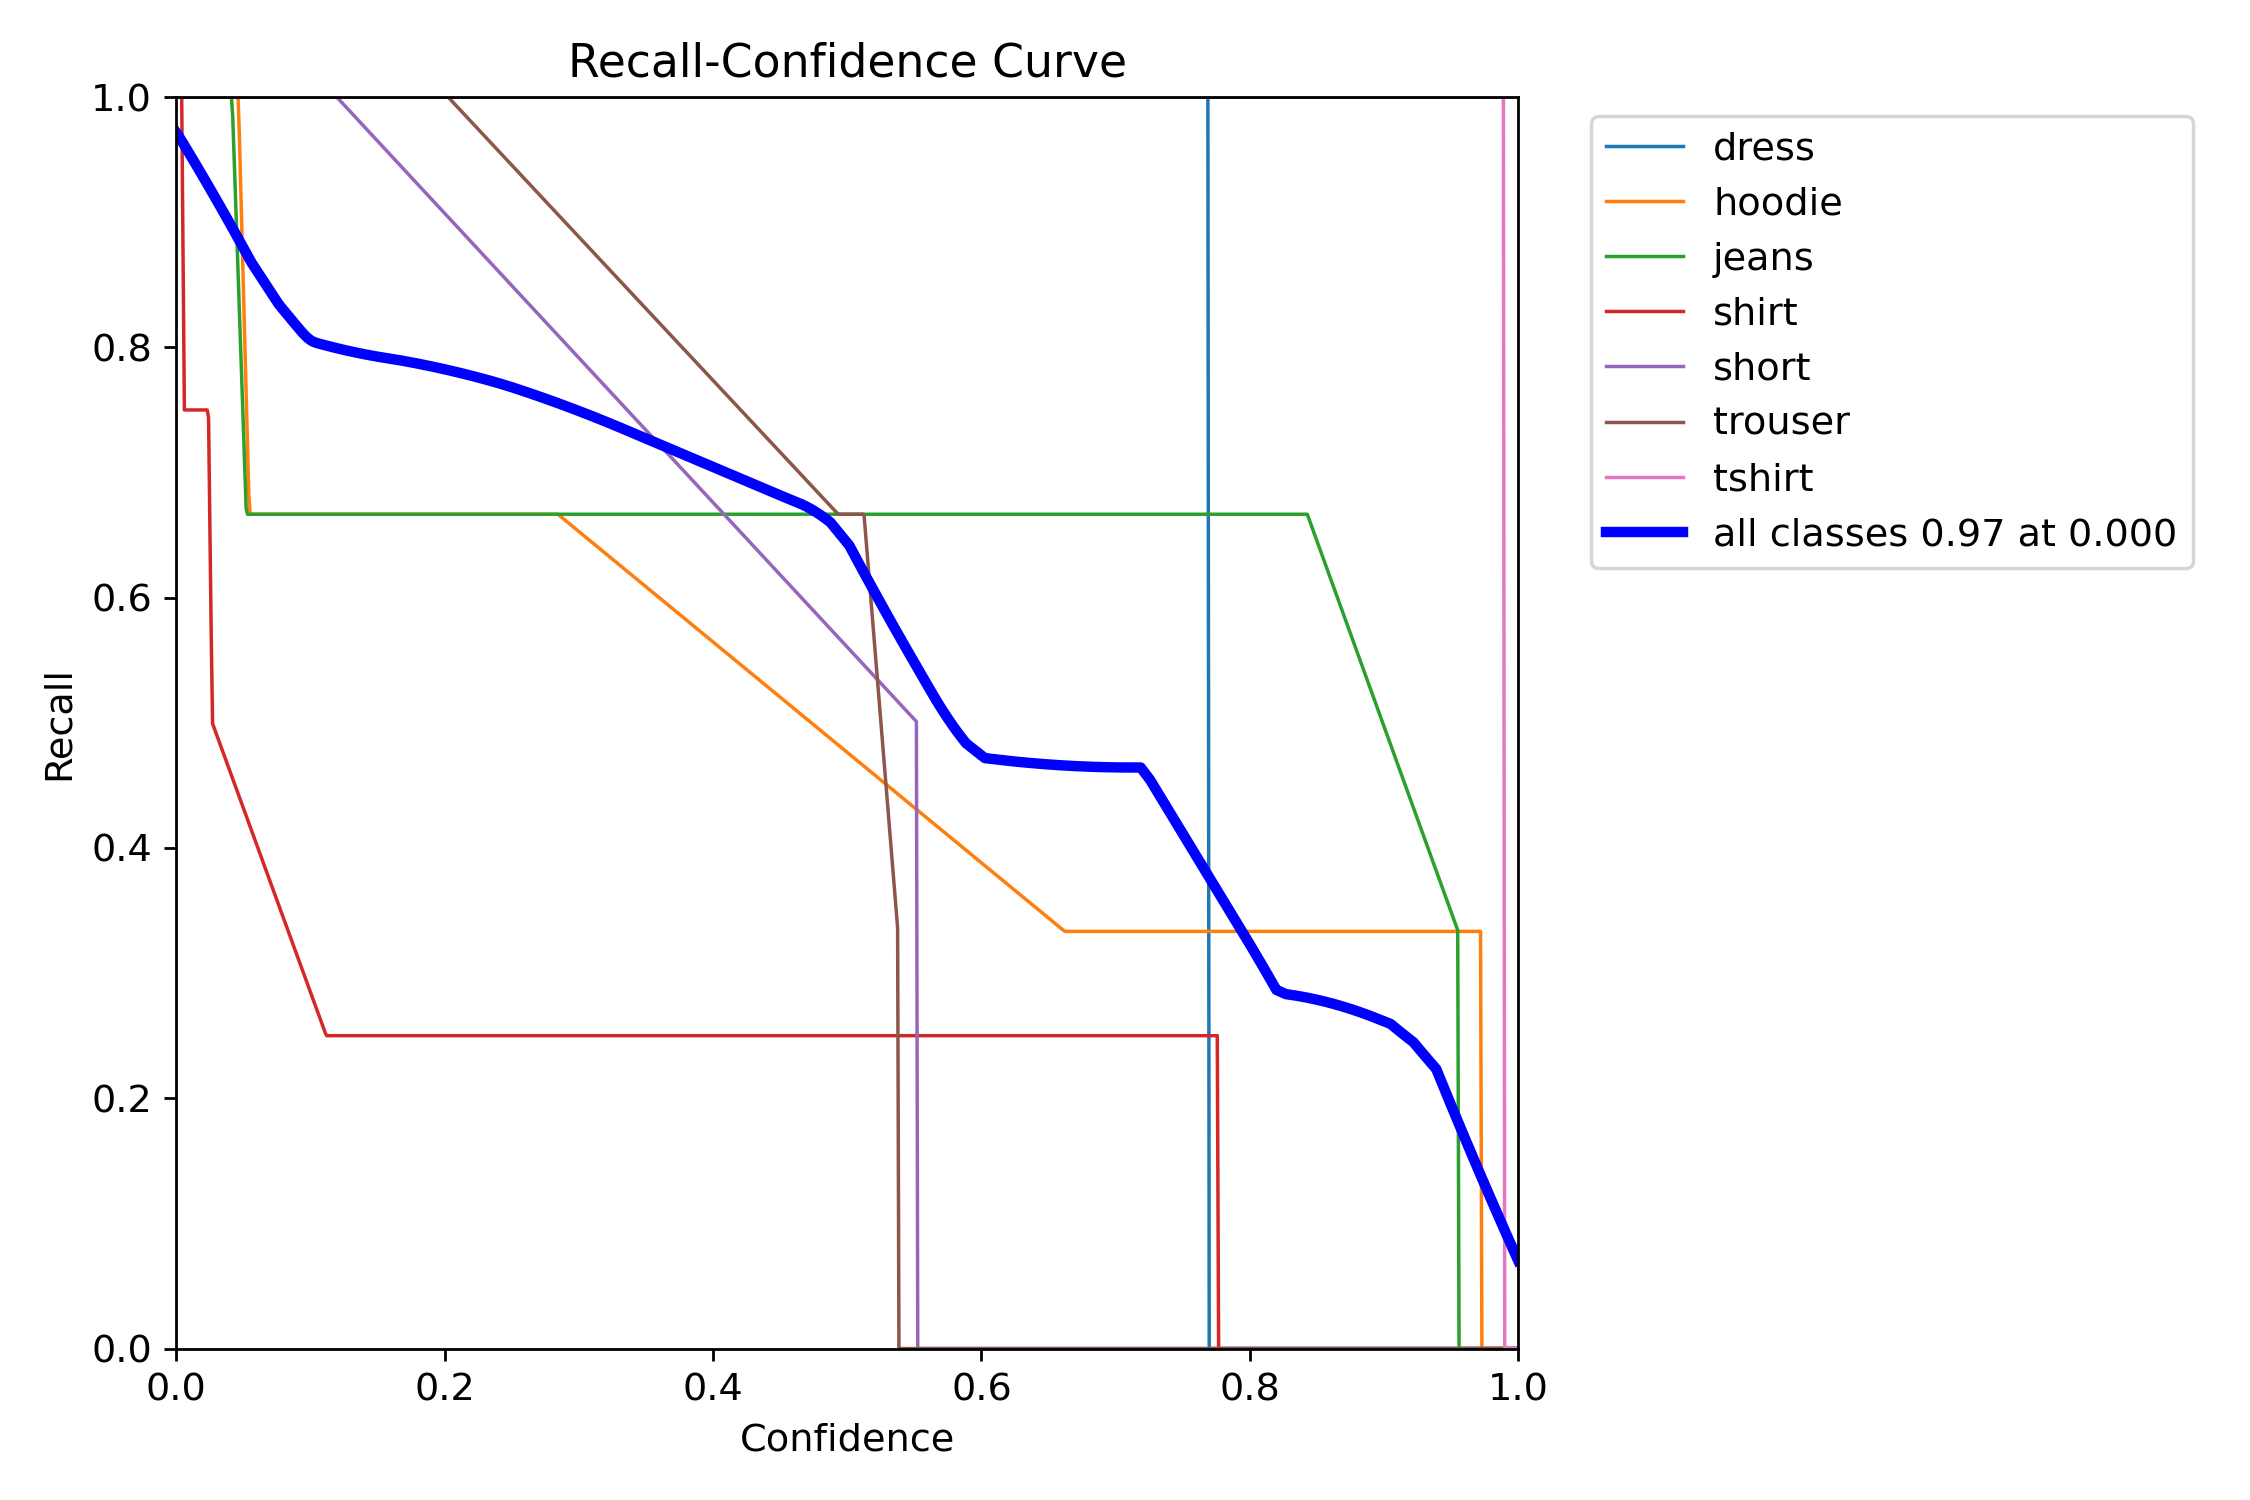 Recall-Confidence Curve
1.0
0.8
0.6
0.4
0.2
0.0
Recall
0.0 0.2 0.4 0.6 0.8 1.0
Confidence
dress
hoodie
jeans
shirt
short
trouser
tshirt
all classes 0.97 at 0.000